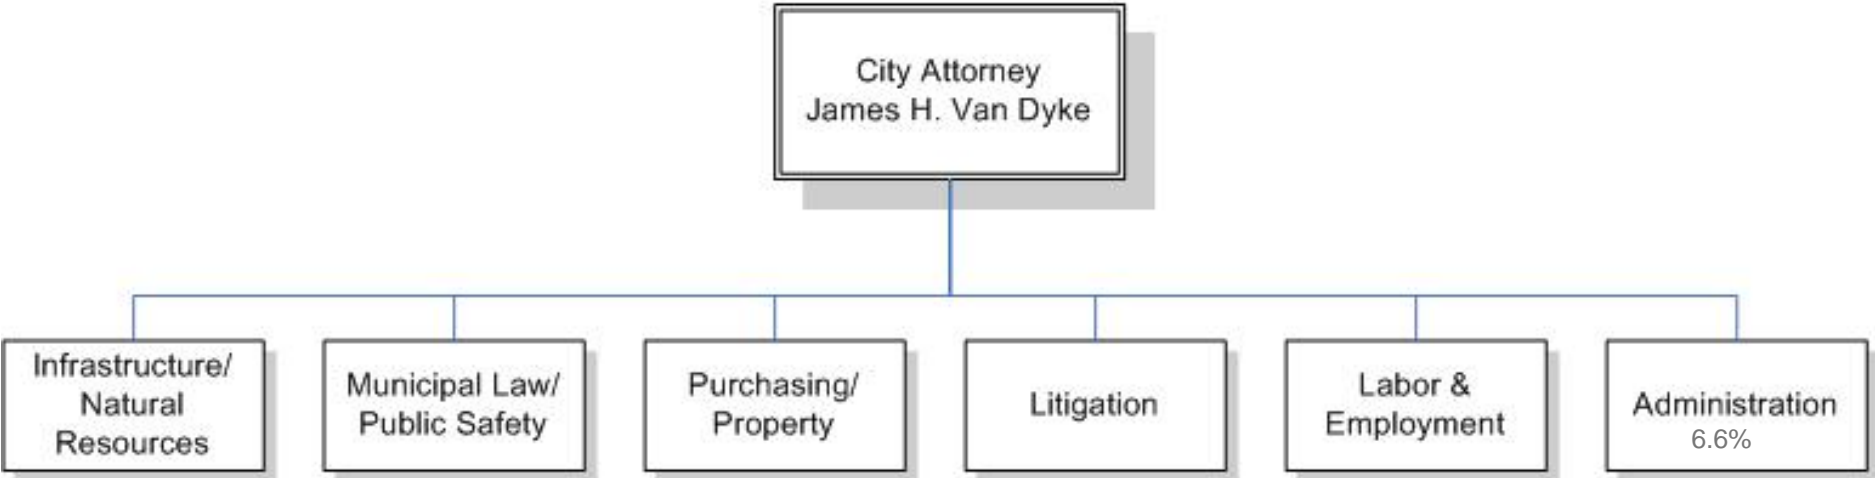 City Attorney
James H. Van Dyke
Infrastructure/
Natural
Resources
Municipal Law/
Public Safety
Purchasing/
Property
Litigation
Labor &
Employment
Administration
6.6%